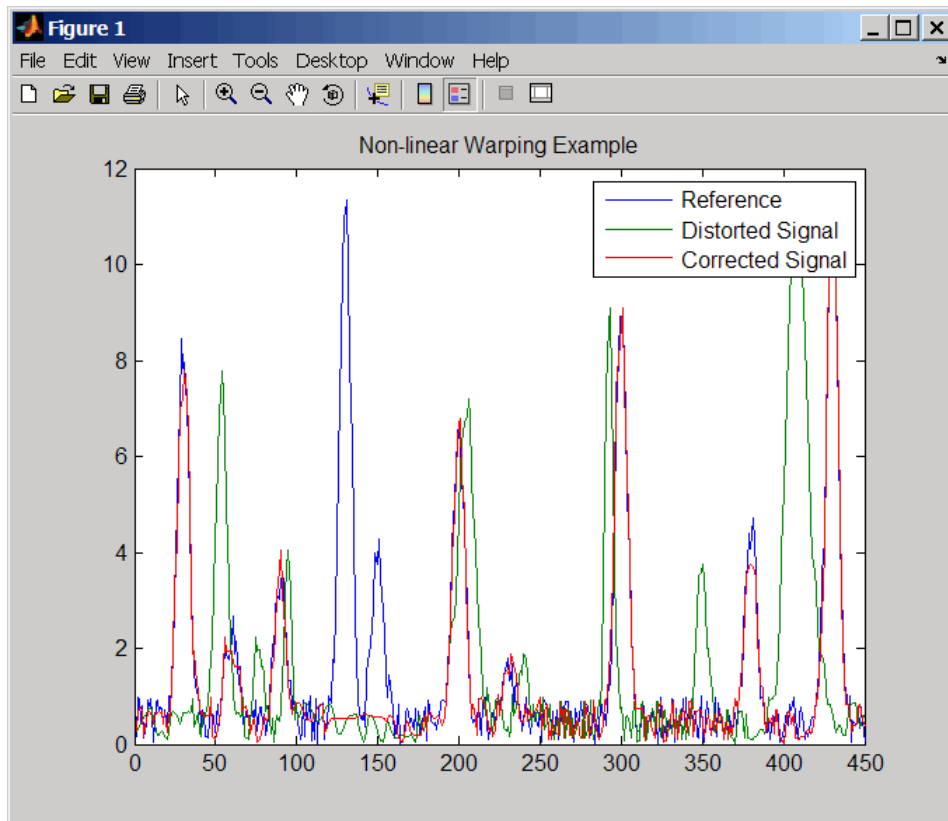 Figure 1
File Edit View Insert Tools Desktop Window Help
Non-linear Warping Example
12
10
8
6
4
2
0
Reference
Distorted Signal
Corrected Signal
0 50 100 150 200 250 300 350 400 450